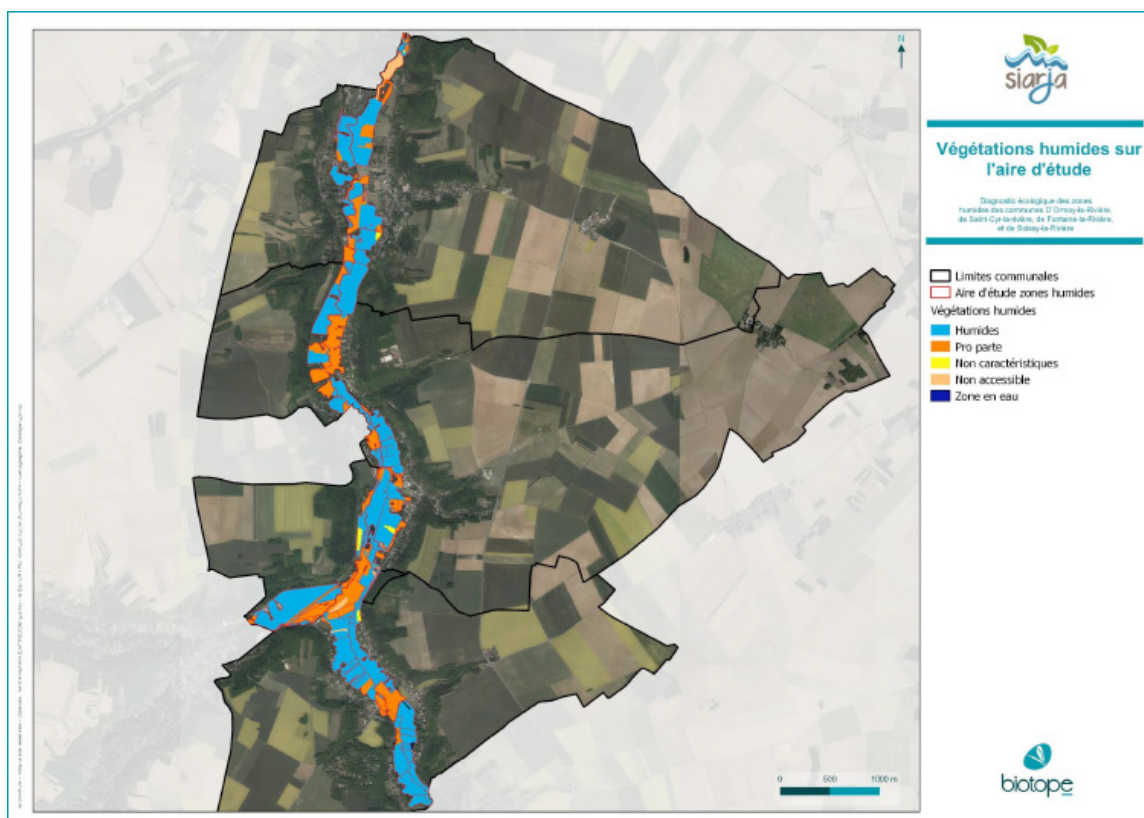 N
siarja
Végétations humides sur
l'aire d'étude
Diagnostic écologique des zones
humides des communes D'Ormoy-la-Rivière,
de Saint-Cyr-la-rivière, de Fontaine-la-Rivière,
et de Boissy-la-Rivière
Limites communales
Aire d'étude zones humides
Végétations humides
Humides
Pro parte
Non caractéristiques
Non accessible
Zone en eau
0 500 1000 m
biotope